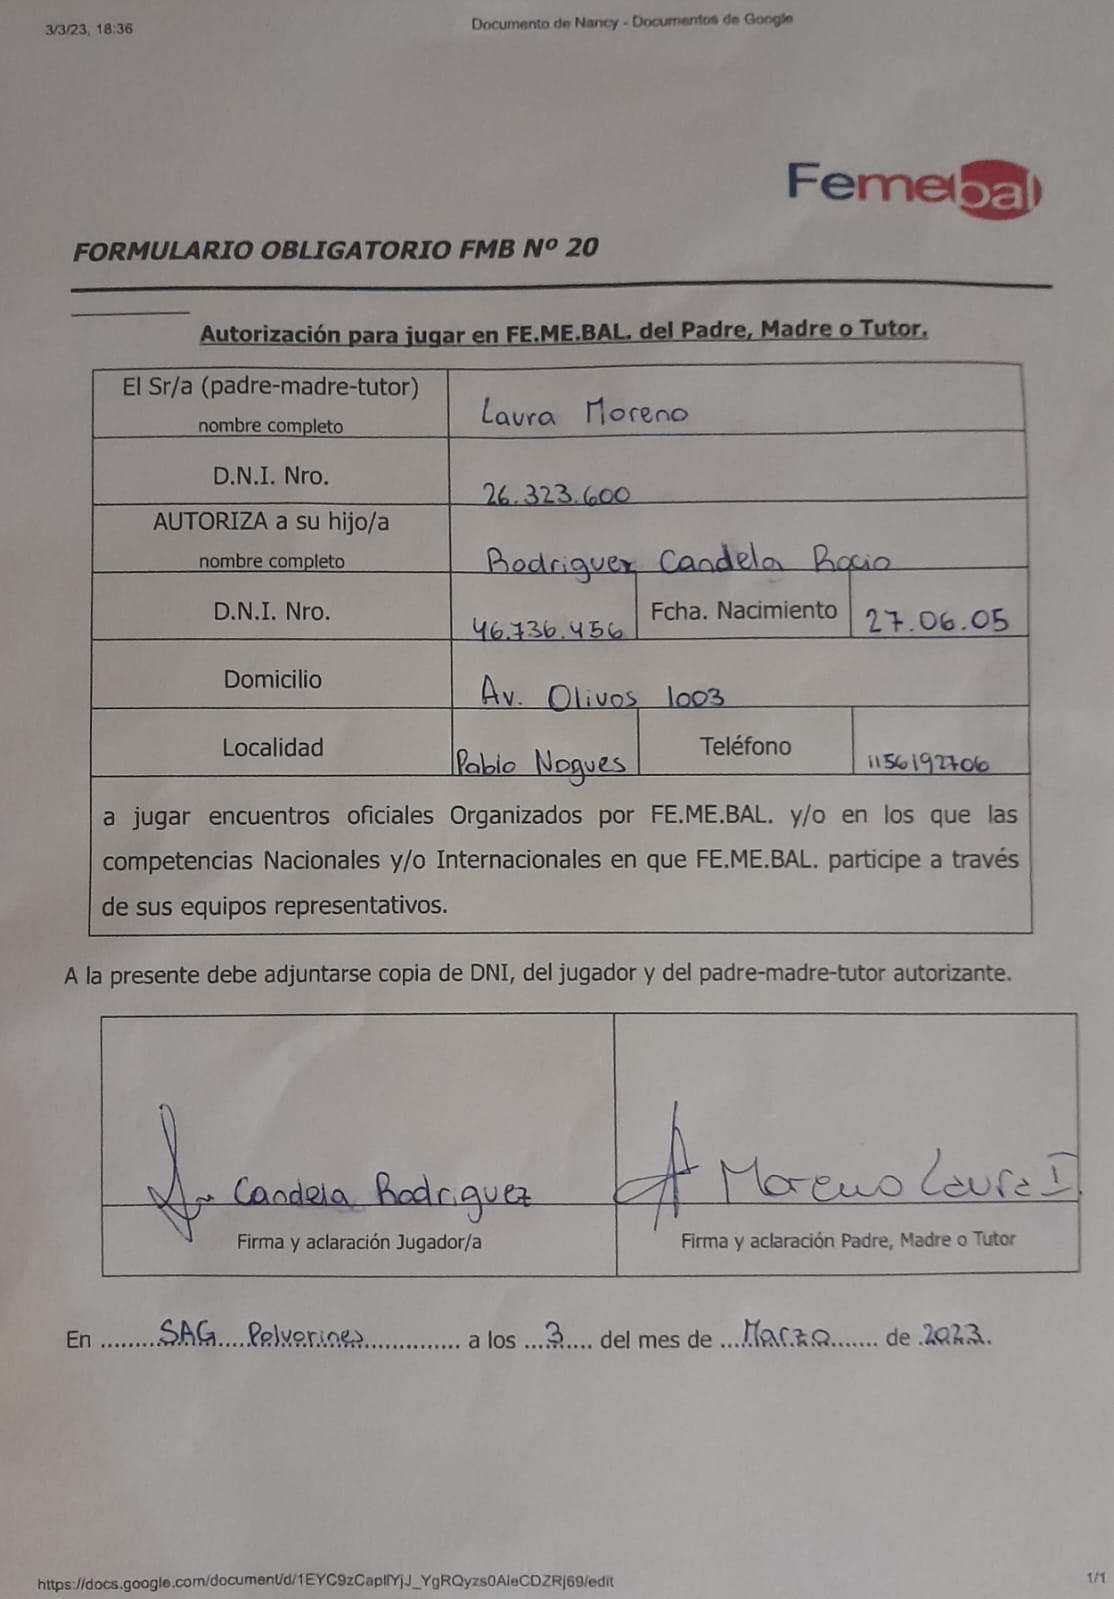 3/3/23, 18:36
Documento de Nancy - Documentos de Google
Femebal
FORMULARIO OBLIGATORIO FMB Nº 20
Autorización para jugar en FE.ME.BAL. del Padre, Madre o Tutor.
El Sr/a (padre-madre-tutor)
nombre completo
Laura Moreno
D.N.I. Nro.
26.323.600
AUTORIZA a su hijo/a
nombre completo
Rodriguez Candela Rocio
D.N.I. Nro.
46.736.456
Fcha. Nacimiento
27.06.05
Domicilio
Av. Olivos 1003
Localidad
Pablo Nogues
Teléfono
1156192706
a jugar encuentros oficiales Organizados por FE.ME.BAL. y/o en los que las
competencias Nacionales y/o Internacionales en que FE.ME.BAL. participe a través
de sus equipos representativos.
A la presente debe adjuntarse copia de DNI, del jugador y del padre-madre-tutor autorizante.
Candela Rodriguez
Moreno Laura I
Firma y aclaración Jugador/a
Firma y aclaración Padre, Madre o Tutor
En ........SAG....Polvorines.............. a los ...3.... del mes de ...Marzo....... de .2023.
https://docs.google.com/document/d/1EYC9zCapIlYjJ_YgRQyzs0AIeCDZRj69/edit
1/1